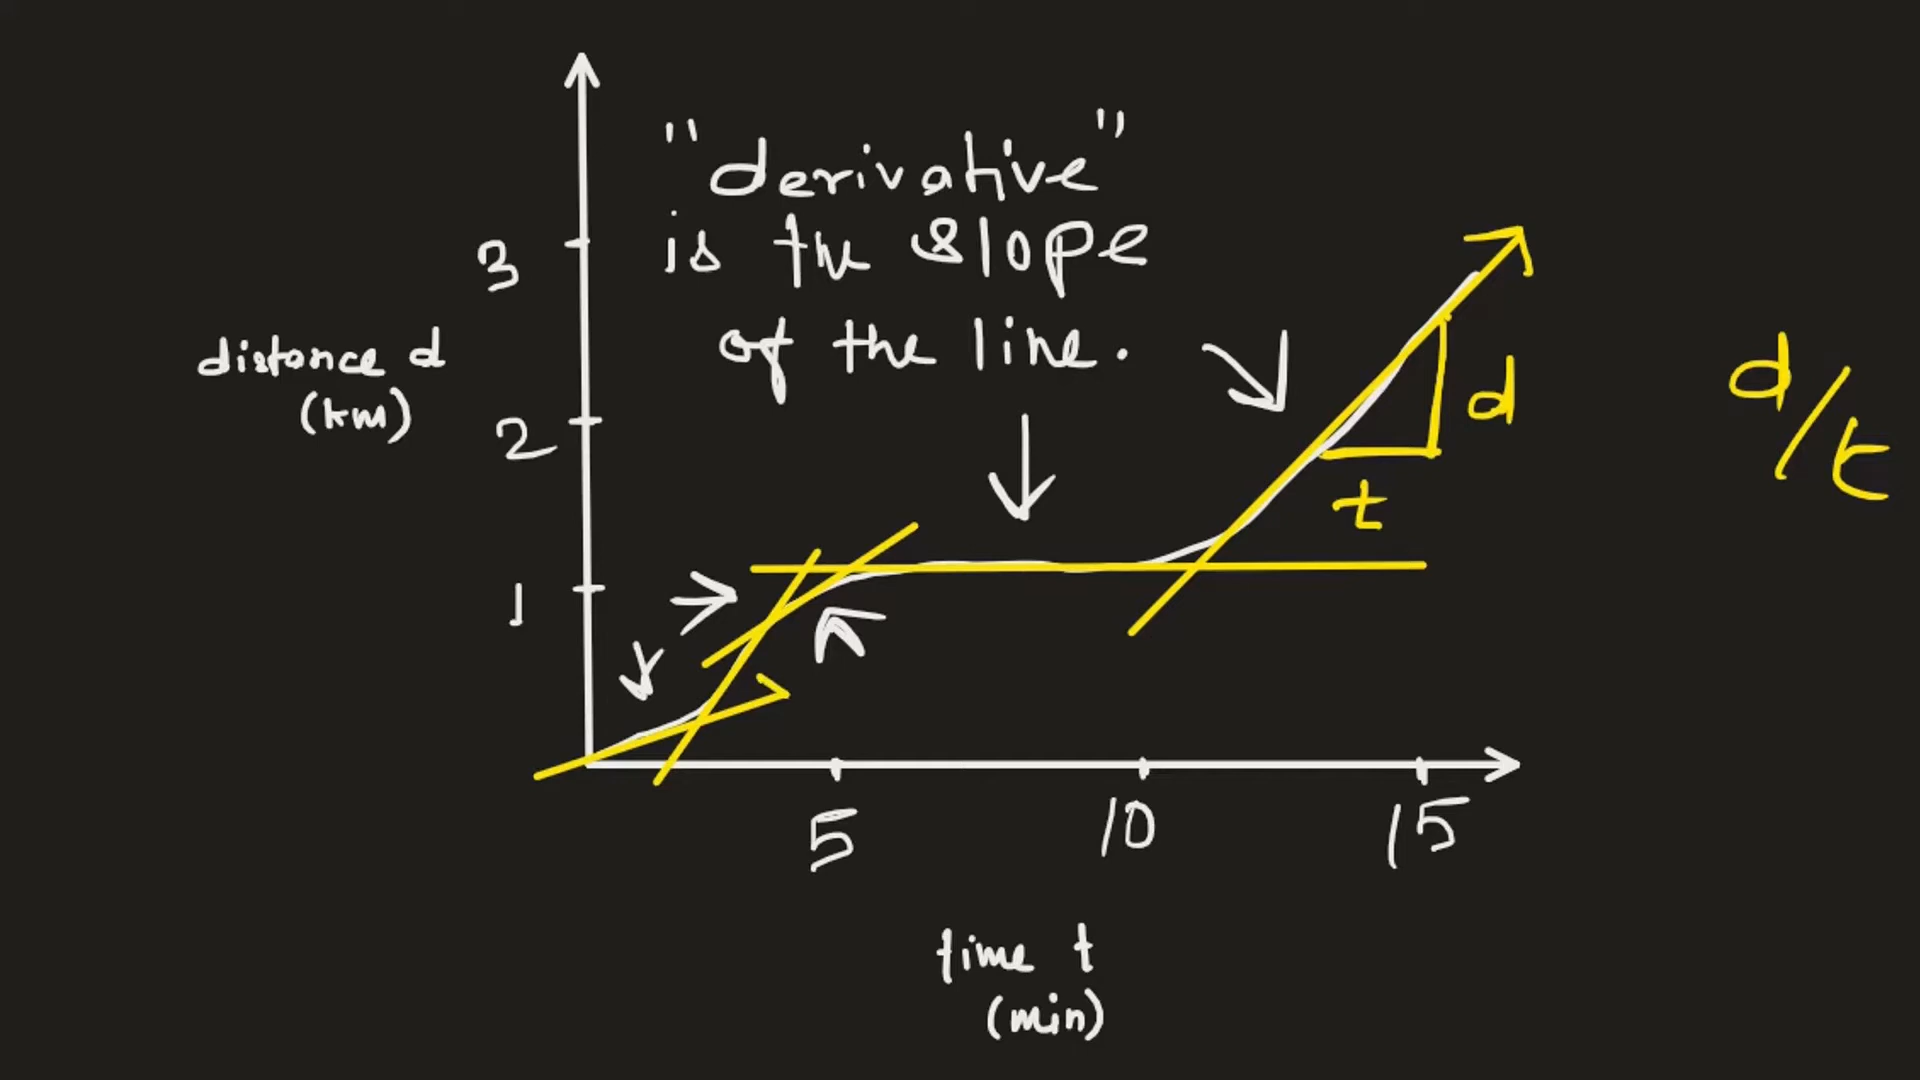 "derivative"
is the slope
of the line.
3
distance d
(km)
2
1
d
t
d/t
5
10
15
time t
(min)